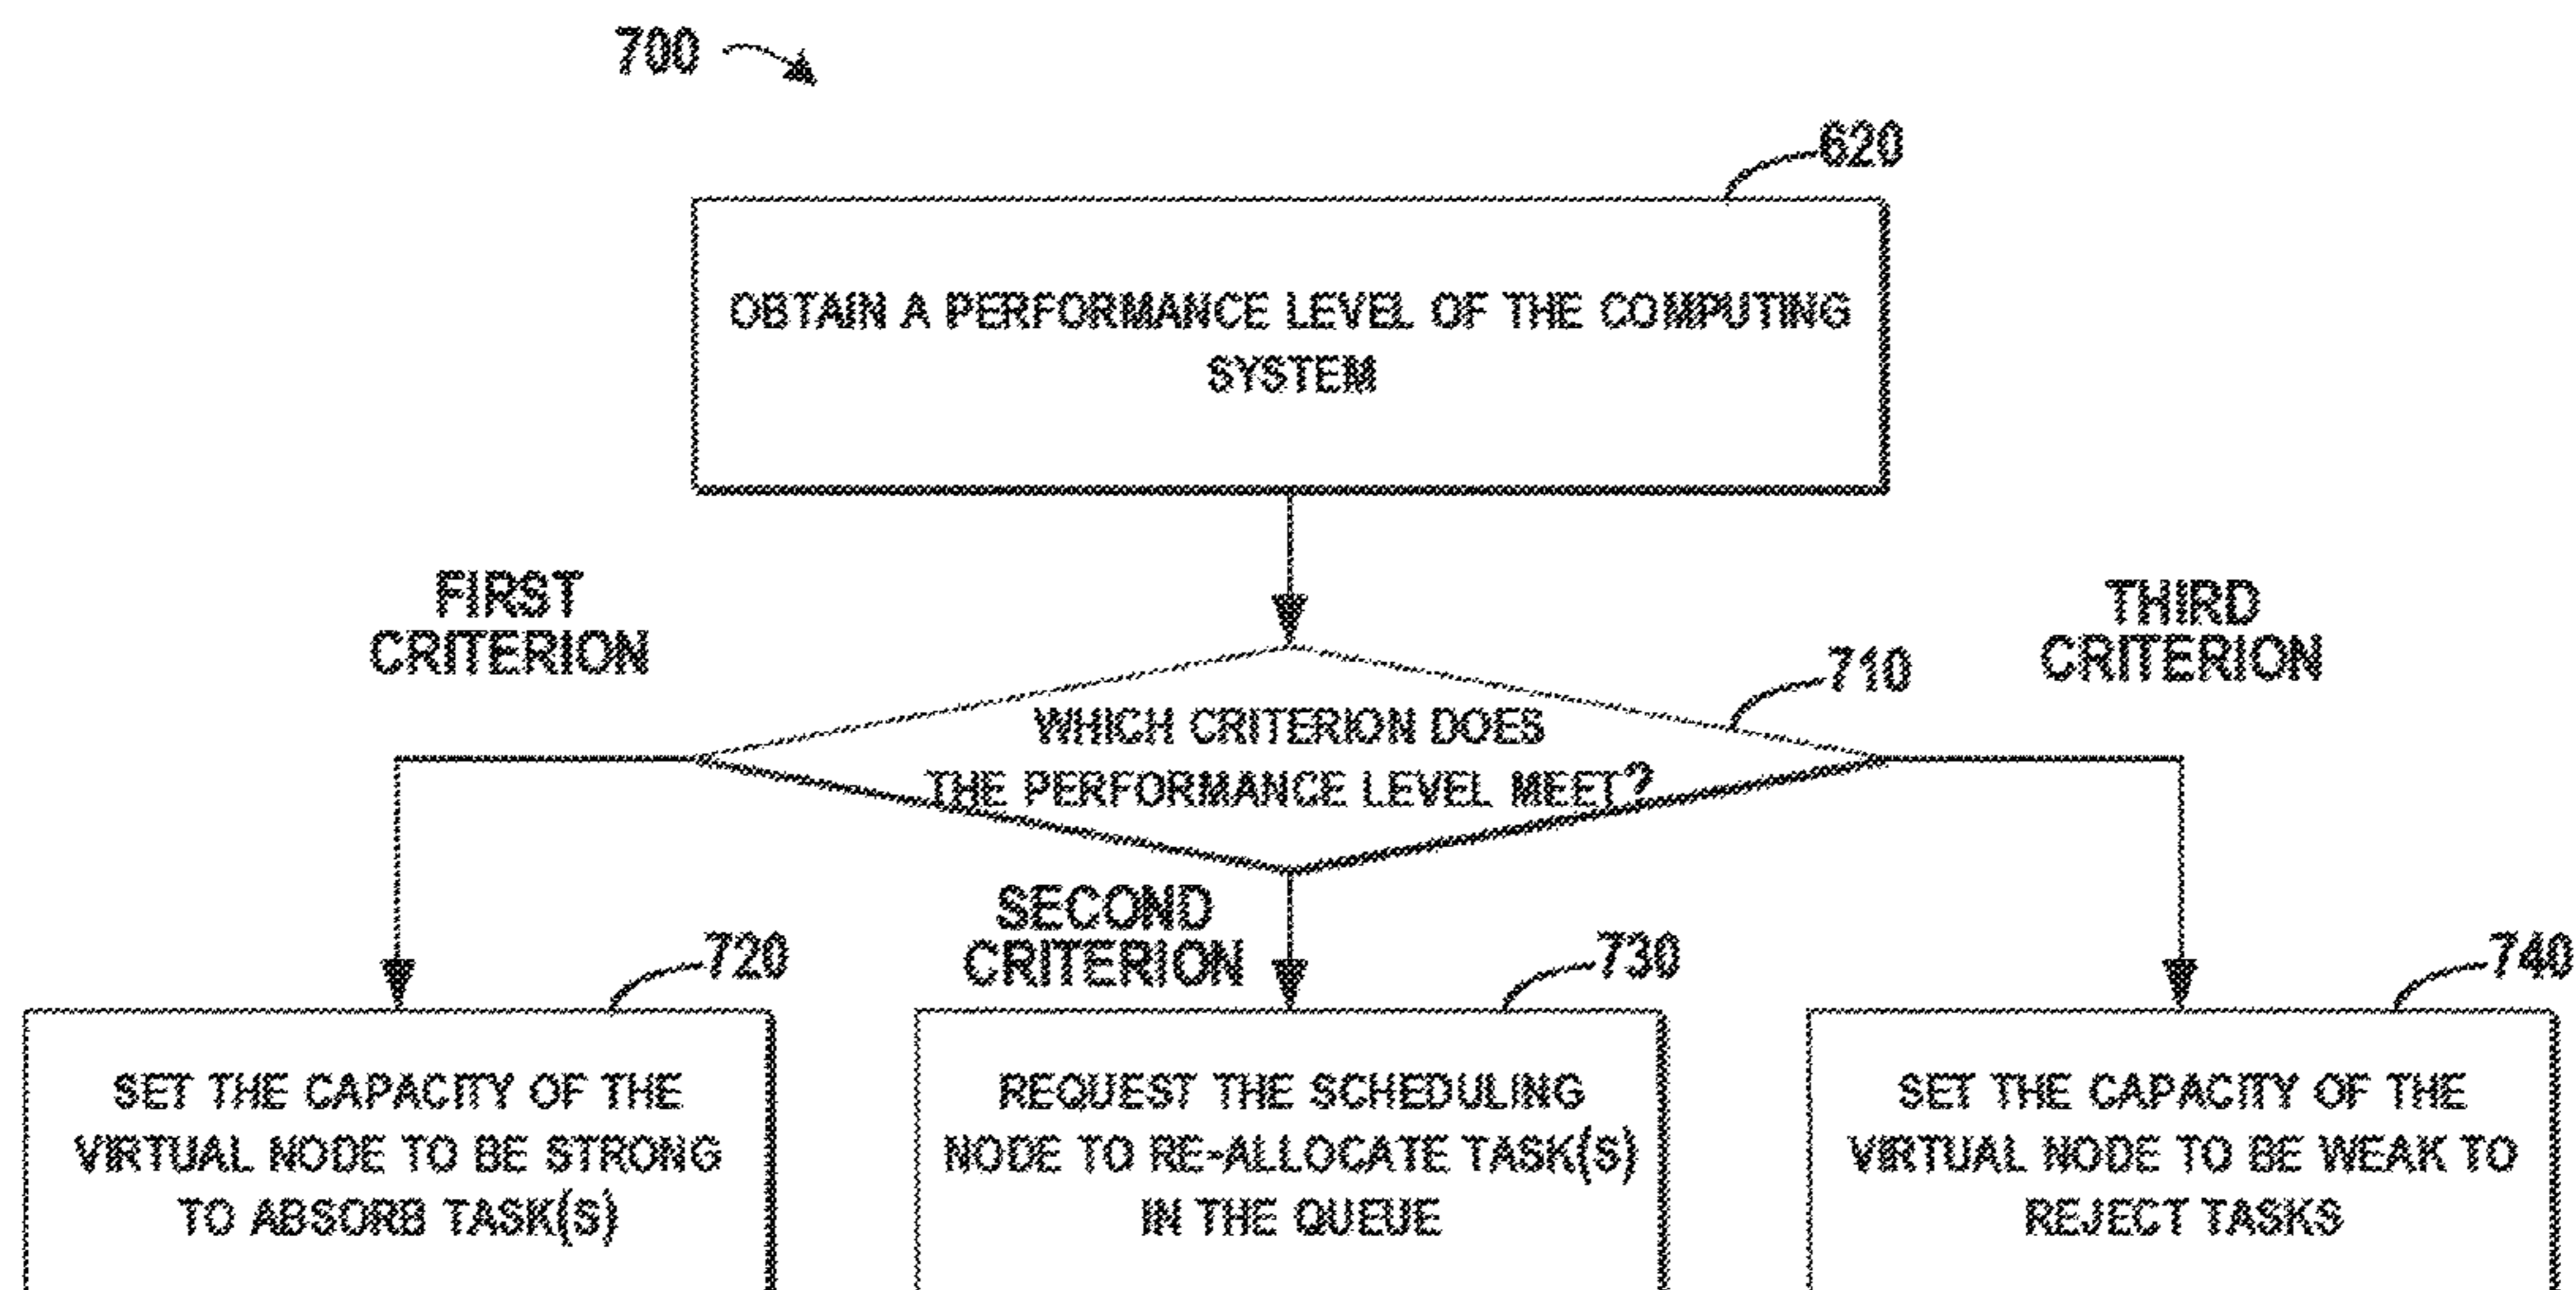 700
620
OBTAIN A PERFORMANCE LEVEL OF THE COMPUTING
SYSTEM
FIRST
CRITERION
THIRD
CRITERION
710
WHICH CRITERION DOES
THE PERFORMANCE LEVEL MEET?
SECOND
CRITERION
720
730
740
SET THE CAPACITY OF THE
VIRTUAL NODE TO BE STRONG
TO ABSORB TASK(S)
REQUEST THE SCHEDULING
NODE TO RE-ALLOCATE TASK(S)
IN THE QUEUE
SET THE CAPACITY OF THE
VIRTUAL NODE TO BE WEAK TO
REJECT TASKS